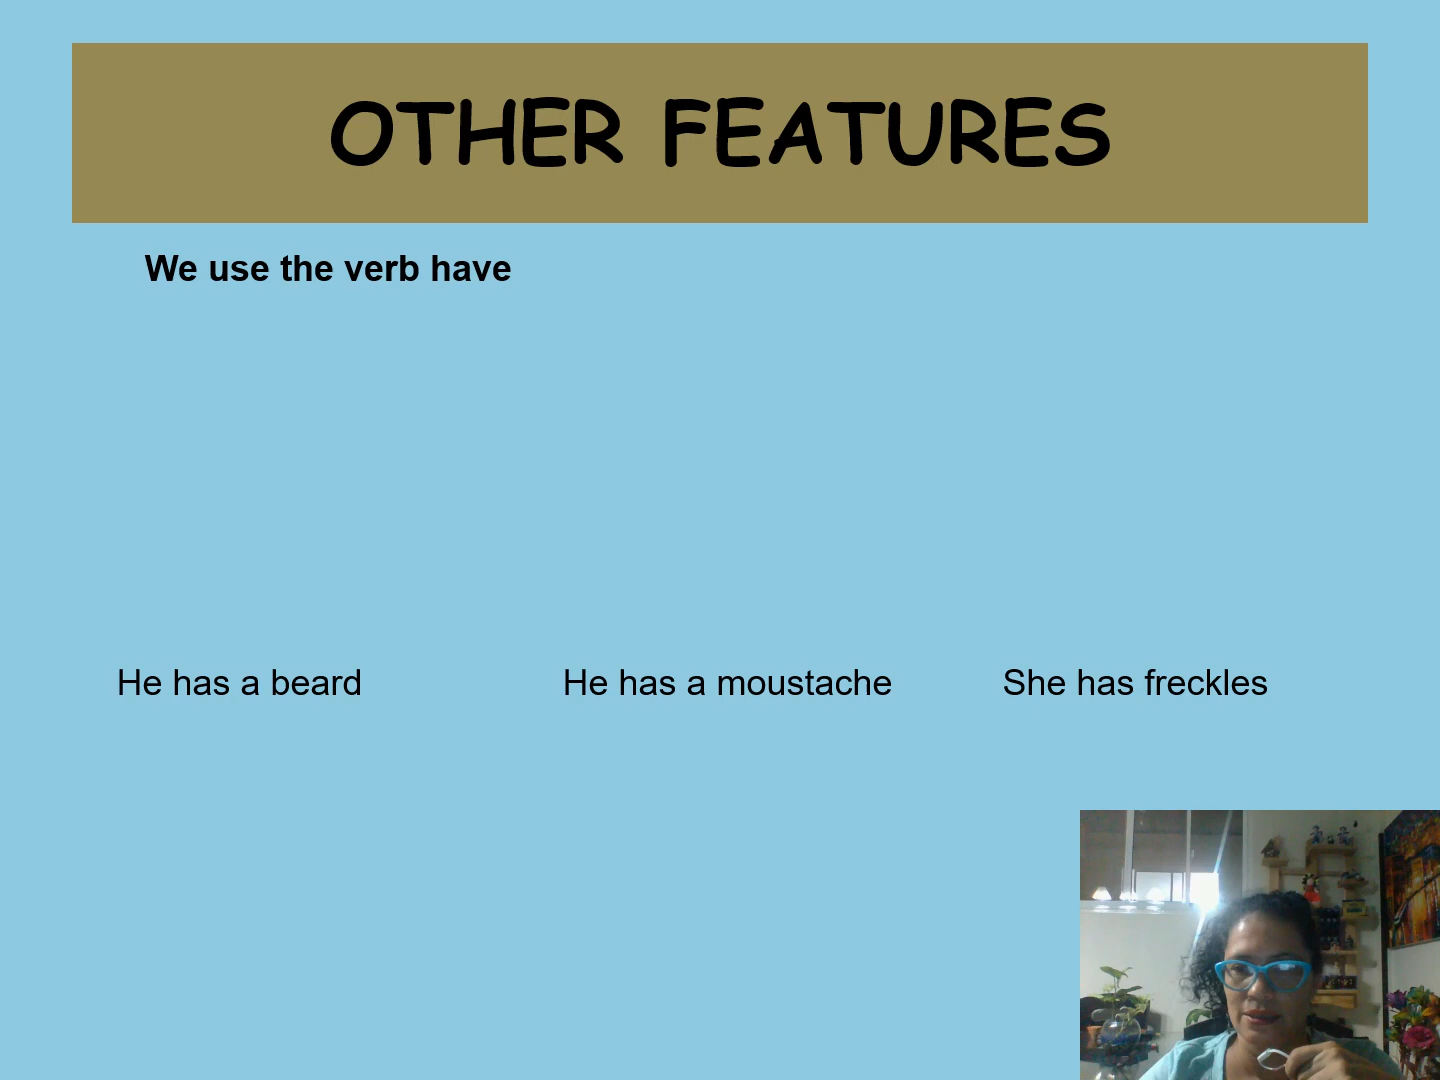 OTHER FEATURES
We use the verb have
He has a beard
He has a moustache
She has freckles